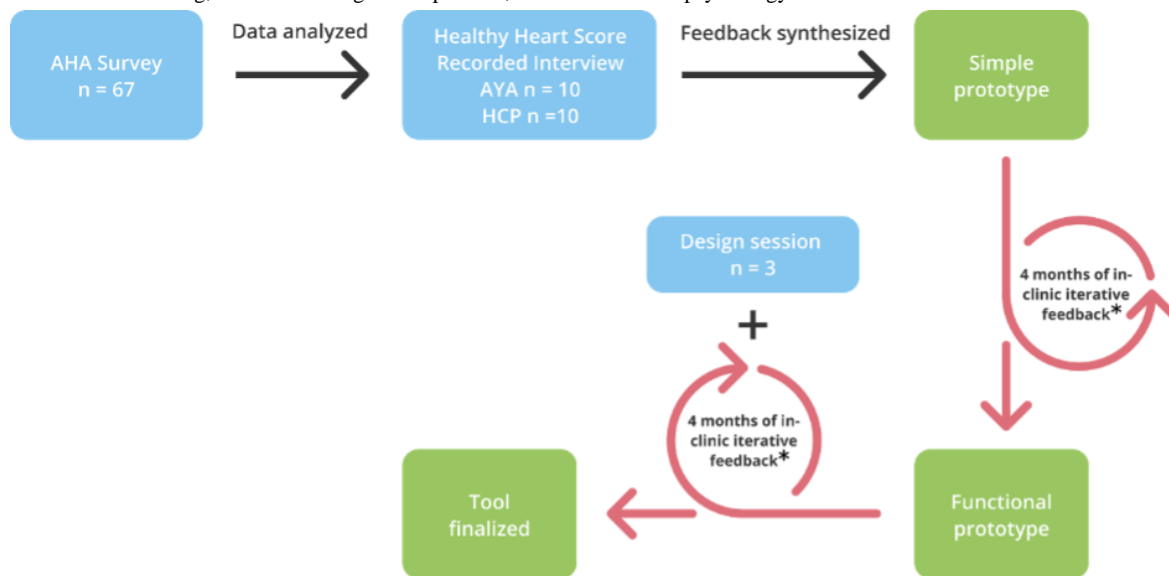 Data analyzed
Feedback synthesized
AHA Survey
n = 67
Healthy Heart Score
Recorded Interview
AYA n = 10
HCP n =10
Simple
prototype
4 months of in-
clinic iterative
feedback*
Design session
n = 3
+
4 months of in-
clinic iterative
feedback*
Tool
finalized
Functional
prototype